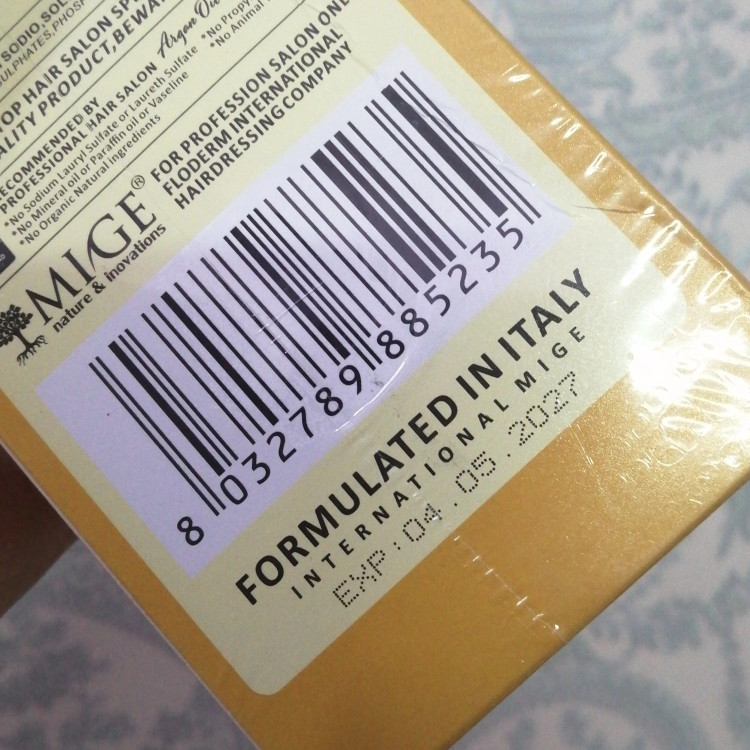 SODIO, SOL
SULPHATES, PHOSP
TOP HAIR SALON SP
ALITY PRODUCT, BEWA
RECOMMENDED BY
PROFESSIONAL HAIR SALON Argan Oil
*No Sodium Lauryl Sulfate or Laureth Sulfate *No Propy
*No Mineral oil or Paraffin oil or Vaseline *No Animal
*No Organic Natural ingredients
MIGE®
nature & inovations
FOR PROFESSION SALON ONL
FLODERM INTERNATIONAL
HAIRDRESSING COMPANY
8 032789 885235
FORMULATED IN ITALY
INTERNATIONAL MIGE
EXP: 04.05.2027